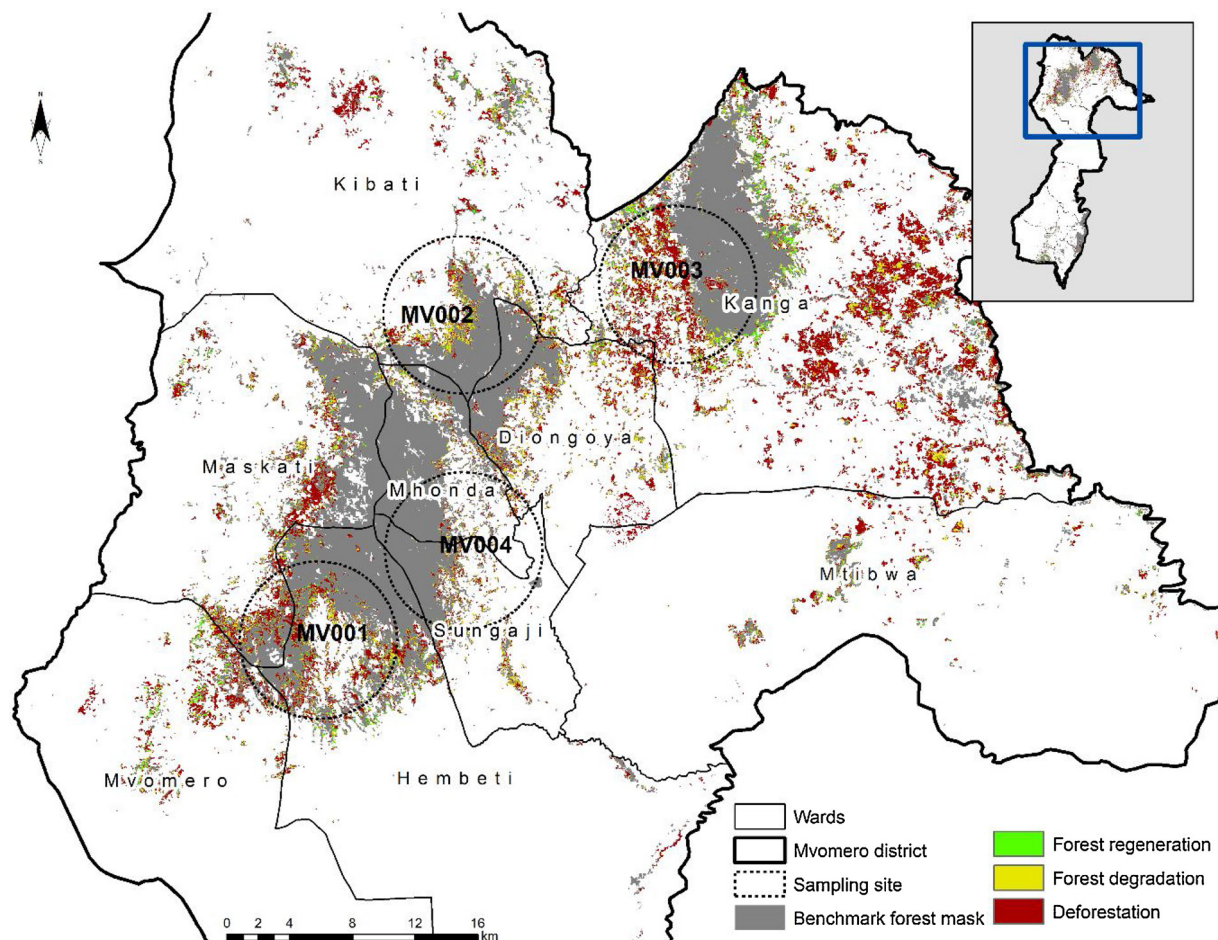 N
S
Kibati
MV003
Kanga
MV002
Diongoya
Maskati
Mhonda
MV004
Mtibwa
MV001
Sungaji
Mvomero
Hembeti
Wards
Mvomero district
Sampling site
Benchmark forest mask
Forest regeneration
Forest degradation
Deforestation
0 2 4 8 12 16
km